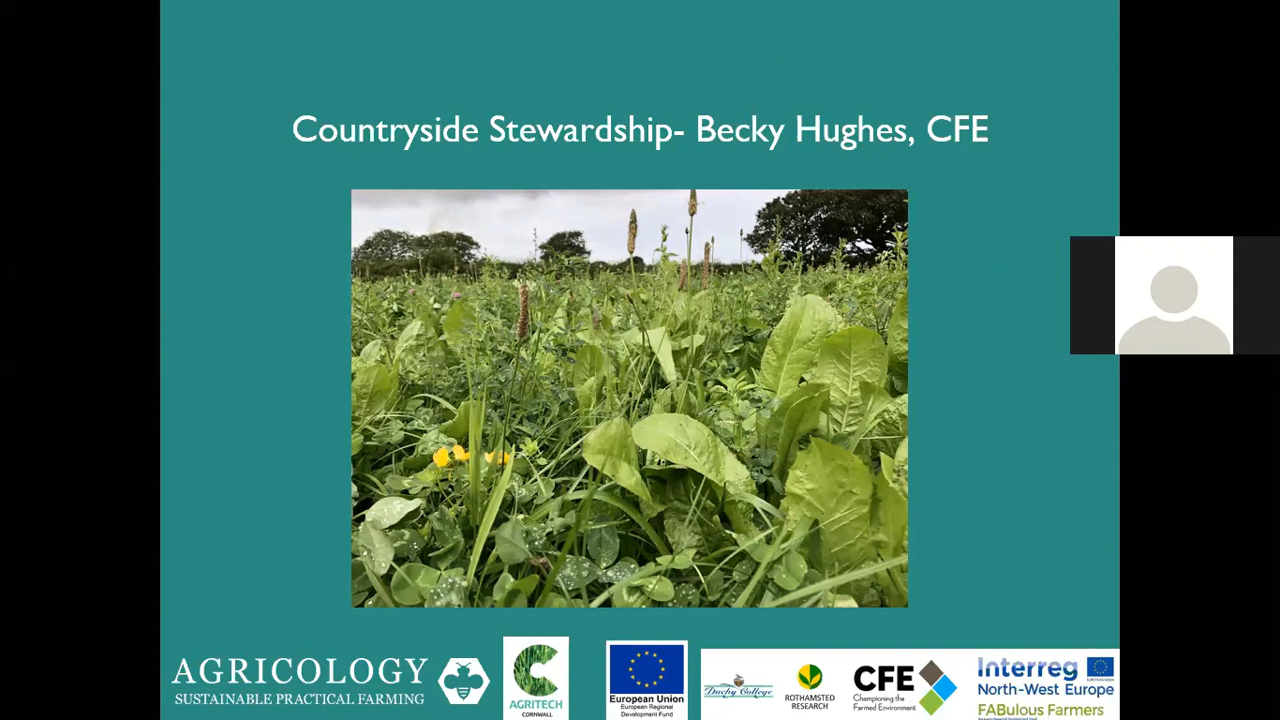 Countryside Stewardship- Becky Hughes, CFE
AGRICOLOGY
SUSTAINABLE PRACTICAL FARMING
AGRITECH
CORNWALL
European Union
European Regional
Development Fund
Duchy College
ROTHAMSTED
RESEARCH
CFE
Championing the
Farmed Environment
Interreg
North-West Europe
FABulous Farmers